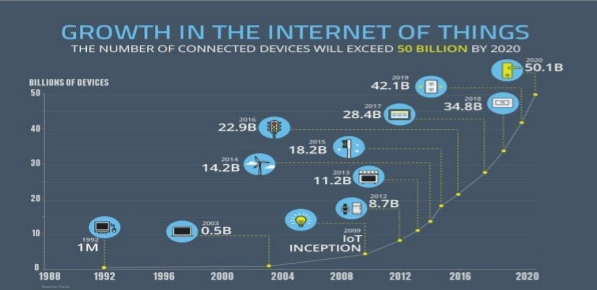 GROWTH IN THE INTERNET OF THINGS
THE NUMBER OF CONNECTED DEVICES WILL EXCEED 50 BILLION BY 2020
BILLIONS OF DEVICES
50
40
30
20
10
0
1992
1M
2003
0.5B
2009
IoT
INCEPTION
2012
8.7B
2013
11.2B
2014
14.2B
2015
18.2B
2016
22.9B
2017
28.4B
2018
34.8B
2019
42.1B
2020
50.1B
1988 1992 1996 2000 2004 2008 2012 2016 2020